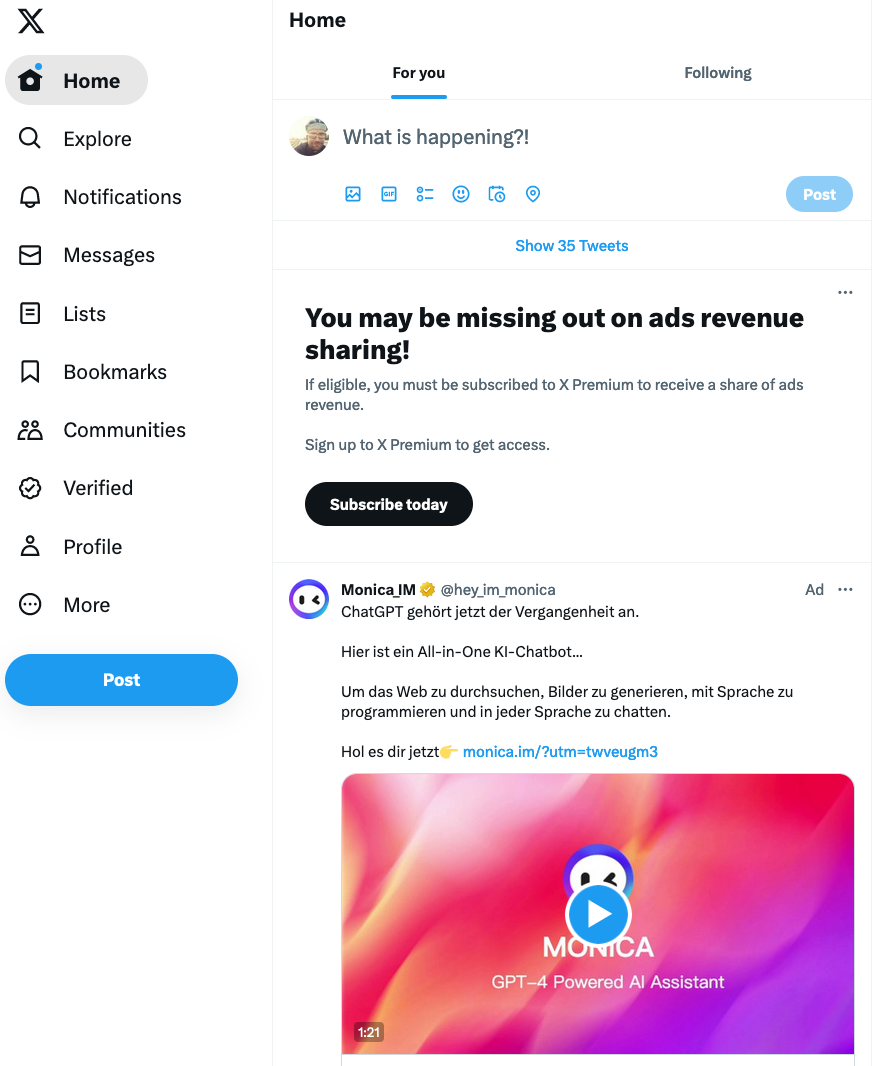 Home
Explore
Notifications
Messages
Lists
Bookmarks
Communities
Verified
Profile
More
Post
Home
For you
Following
What is happening?!
GIF
Post
Show 35 Tweets
You may be missing out on ads revenue
sharing!
If eligible, you must be subscribed to X Premium to receive a share of ads
revenue.
Sign up to X Premium to get access.
Subscribe today
Monica_IM @hey_im_monica
Ad
ChatGPT gehört jetzt der Vergangenheit an.
Hier ist ein All-in-One KI-Chatbot…
Um das Web zu durchsuchen, Bilder zu generieren, mit Sprache zu
programmieren und in jeder Sprache zu chatten.
Hol es dir jetzt👉 monica.im/?utm=twveugm3
MONICA
GPT-4 Powered AI Assistant
1:21